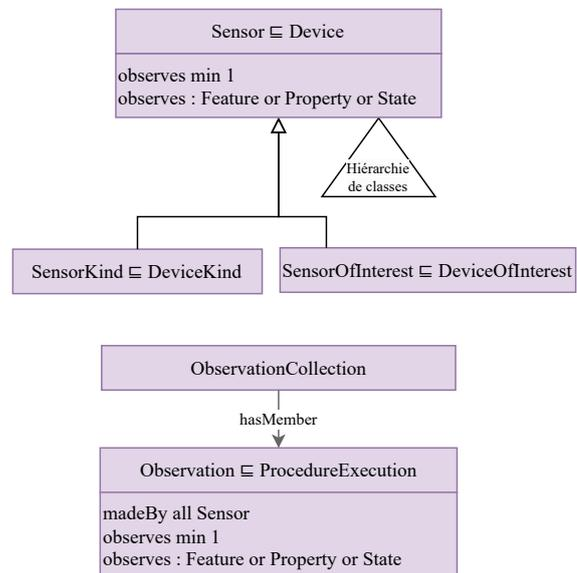 Sensor ⊑ Device
observes min 1
observes : Feature or Property or State
Hiérarchie
de classes
SensorKind ⊑ DeviceKind
SensorOfInterest ⊑ DeviceOfInterest
ObservationCollection
hasMember
Observation ⊑ ProcedureExecution
madeBy all Sensor
observes min 1
observes : Feature or Property or State